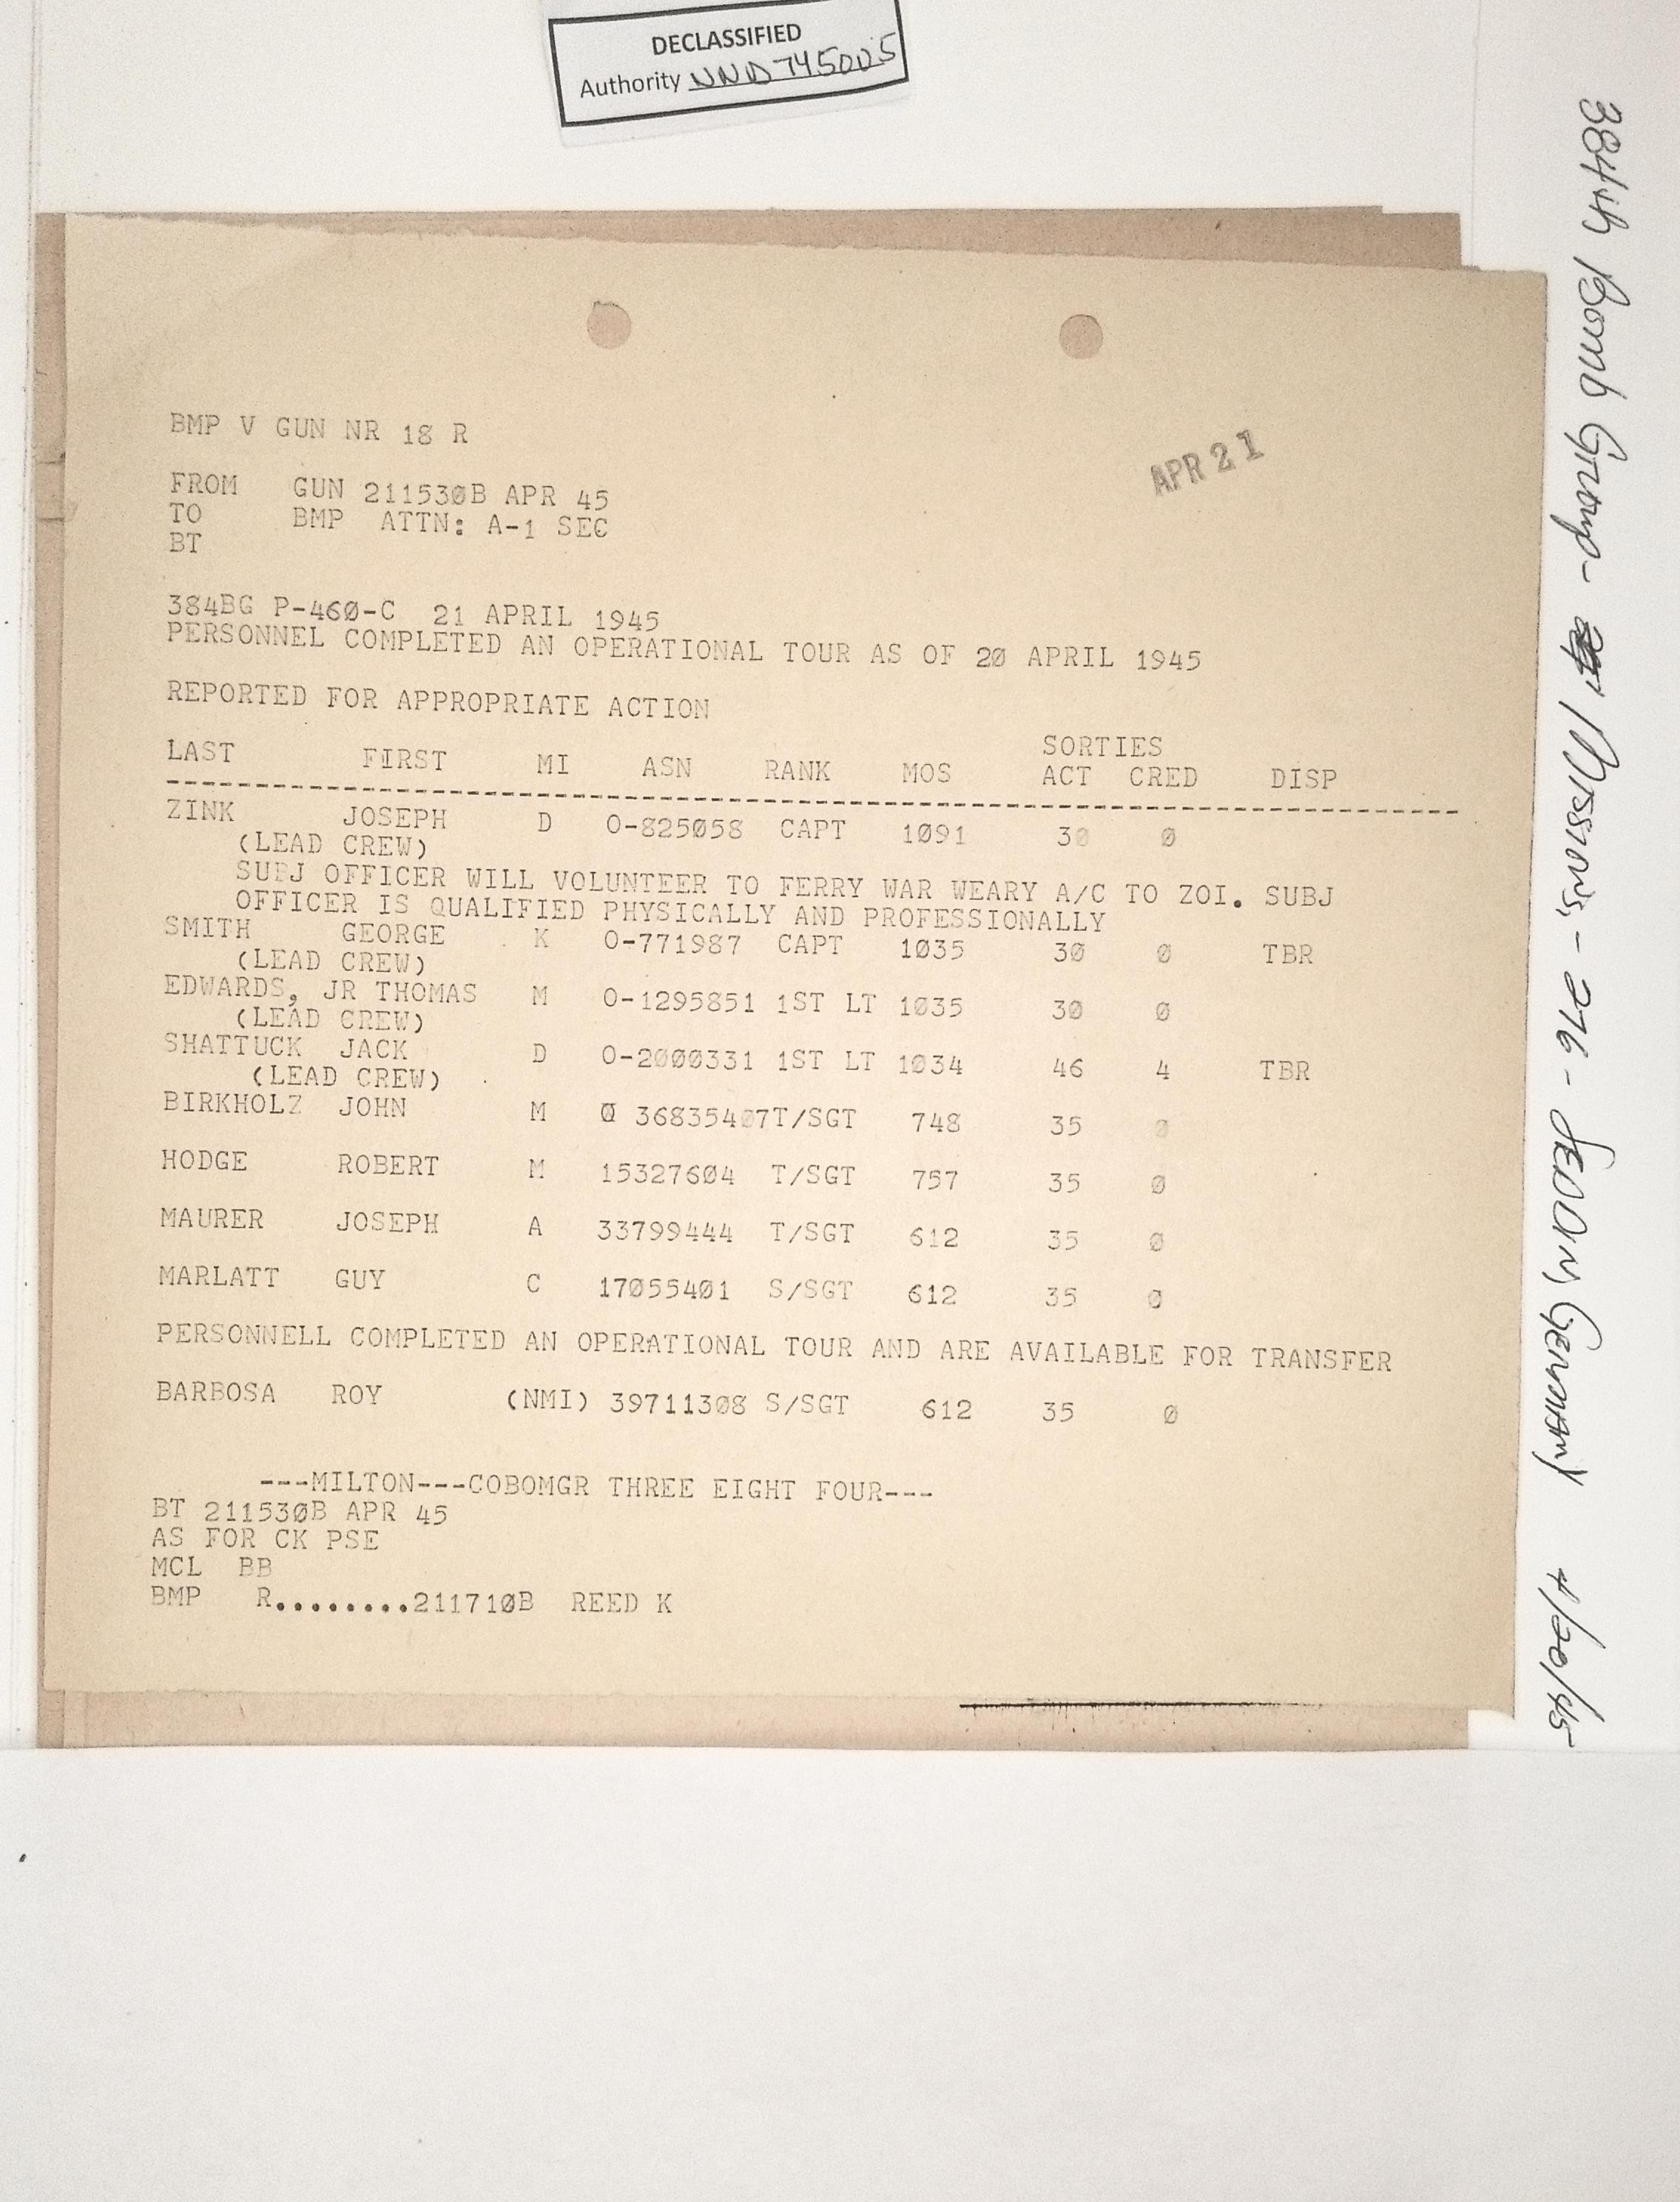 DECLASSIFIED
Authority NND 745005
BMP V GUN NR 18 R
APR 21
FROM GUN 211530B APR 45
TO BMP ATTN: A-1 SEC
BT
384BG P-460-C 21 APRIL 1945
PERSONNEL COMPLETED AN OPERATIONAL TOUR AS OF 20 APRIL 1945
REPORTED FOR APPROPRIATE ACTION
SORTIES
LAST FIRST MI ASN RANK MOS ACT CRED DISP
ZINK JOSEPH D O-825058 CAPT 1091 30 0
(LEAD CREW)
SUBJ OFFICER WILL VOLUNTEER TO FERRY WAR WEARY A/C TO ZOI. SUBJ
OFFICER IS QUALIFIED PHYSICALLY AND PROFESSIONALLY
SMITH GEORGE K O-771987 CAPT 1035 30 0 TBR
(LEAD CREW)
EDWARDS, JR THOMAS M O-1295851 1ST LT 1035 30 0
(LEAD CREW)
SHATTUCK JACK D O-2000331 1ST LT 1034 46 4 TBR
(LEAD CREW)
BIRKHOLZ JOHN M 36835407T/SGT 748 35 0
HODGE ROBERT M 15327604 T/SGT 757 35 0
MAURER JOSEPH A 33799444 T/SGT 612 35 0
MARLATT GUY C 17055401 S/SGT 612 35 0
PERSONNELL COMPLETED AN OPERATIONAL TOUR AND ARE AVAILABLE FOR TRANSFER
BARBOSA ROY (NMI) 39711308 S/SGT 612 35 0
---MILTON---COBOMGR THREE EIGHT FOUR---
BT 211530B APR 45
AS FOR CK PSE
MCL BB
BMP R........211710B REED K
384th Bomb Group- Missions, - 276 - Germany 4/20/45